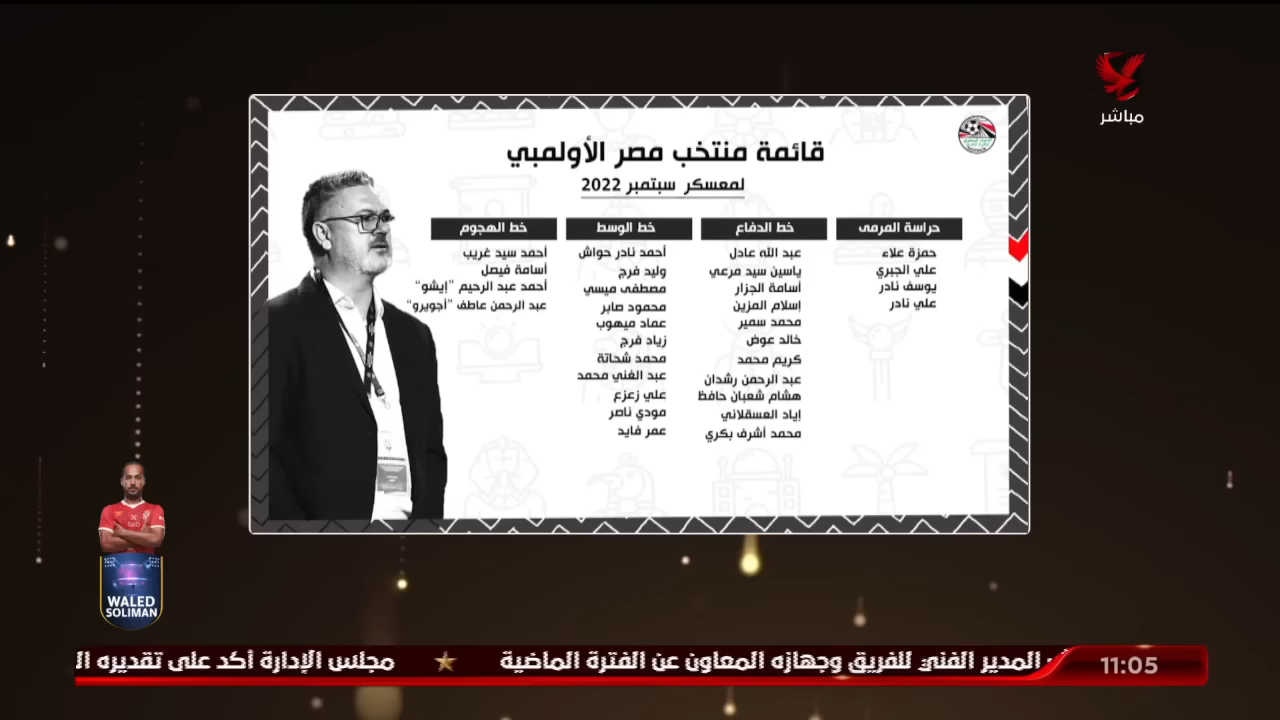 مباشر
قائمة منتخب مصر الأولمبي
لمعسكر سبتمبر 2022
حراسة المرمى
حمزة علاء
علي الجبري
يوسف نادر
علي نادر
خط الدفاع
عبد الله عادل
ياسين سيد مرعي
أسامة الجزار
إسلام المزين
محمد سمير
خالد عوض
كريم محمد
عبد الرحمن رشدان
هشام شعبان حافظ
إياد العسقلاني
محمد أشرف بكري
خط الوسط
أحمد نادر حواش
وليد فرج
مصطفى ميسي
محمود صابر
عماد ميهوب
زياد فرج
محمد شحاتة
عبد الغني محمد
علي زعزع
مودي ناصر
عمر فايد
خط الهجوم
أحمد سيد غريب
أسامة فيصل
أحمد عبد الرحيم "إيشو"
عبد الرحمن عاطف "أجويرو"
WALED
SOLIMAN
11:05
المدير الفني للفريق وجهازه المعاون عن الفترة الماضية ★ مجلس الإدارة أكد على تقديره